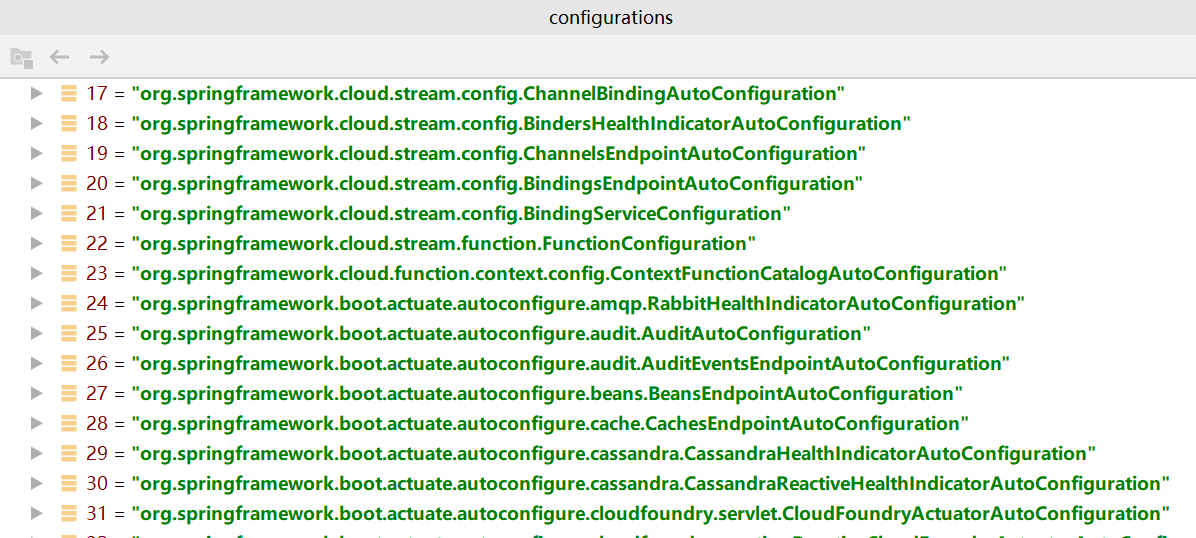 configurations
17 = "org.springframework.cloud.stream.config.ChannelBindingAutoConfiguration"
18 = "org.springframework.cloud.stream.config.BindersHealthIndicatorAutoConfiguration"
19 = "org.springframework.cloud.stream.config.ChannelsEndpointAutoConfiguration"
20 = "org.springframework.cloud.stream.config.BindingsEndpointAutoConfiguration"
21 = "org.springframework.cloud.stream.config.BindingServiceConfiguration"
22 = "org.springframework.cloud.stream.function.FunctionConfiguration"
23 = "org.springframework.cloud.function.context.config.ContextFunctionCatalogAutoConfiguration"
24 = "org.springframework.boot.actuate.autoconfigure.amqp.RabbitHealthIndicatorAutoConfiguration"
25 = "org.springframework.boot.actuate.autoconfigure.audit.AuditAutoConfiguration"
26 = "org.springframework.boot.actuate.autoconfigure.audit.AuditEventsEndpointAutoConfiguration"
27 = "org.springframework.boot.actuate.autoconfigure.beans.BeansEndpointAutoConfiguration"
28 = "org.springframework.boot.actuate.autoconfigure.cache.CachesEndpointAutoConfiguration"
29 = "org.springframework.boot.actuate.autoconfigure.cassandra.CassandraHealthIndicatorAutoConfiguration"
30 = "org.springframework.boot.actuate.autoconfigure.cassandra.CassandraReactiveHealthIndicatorAutoConfiguration"
31 = "org.springframework.boot.actuate.autoconfigure.cloudfoundry.servlet.CloudFoundryActuatorAutoConfiguration"